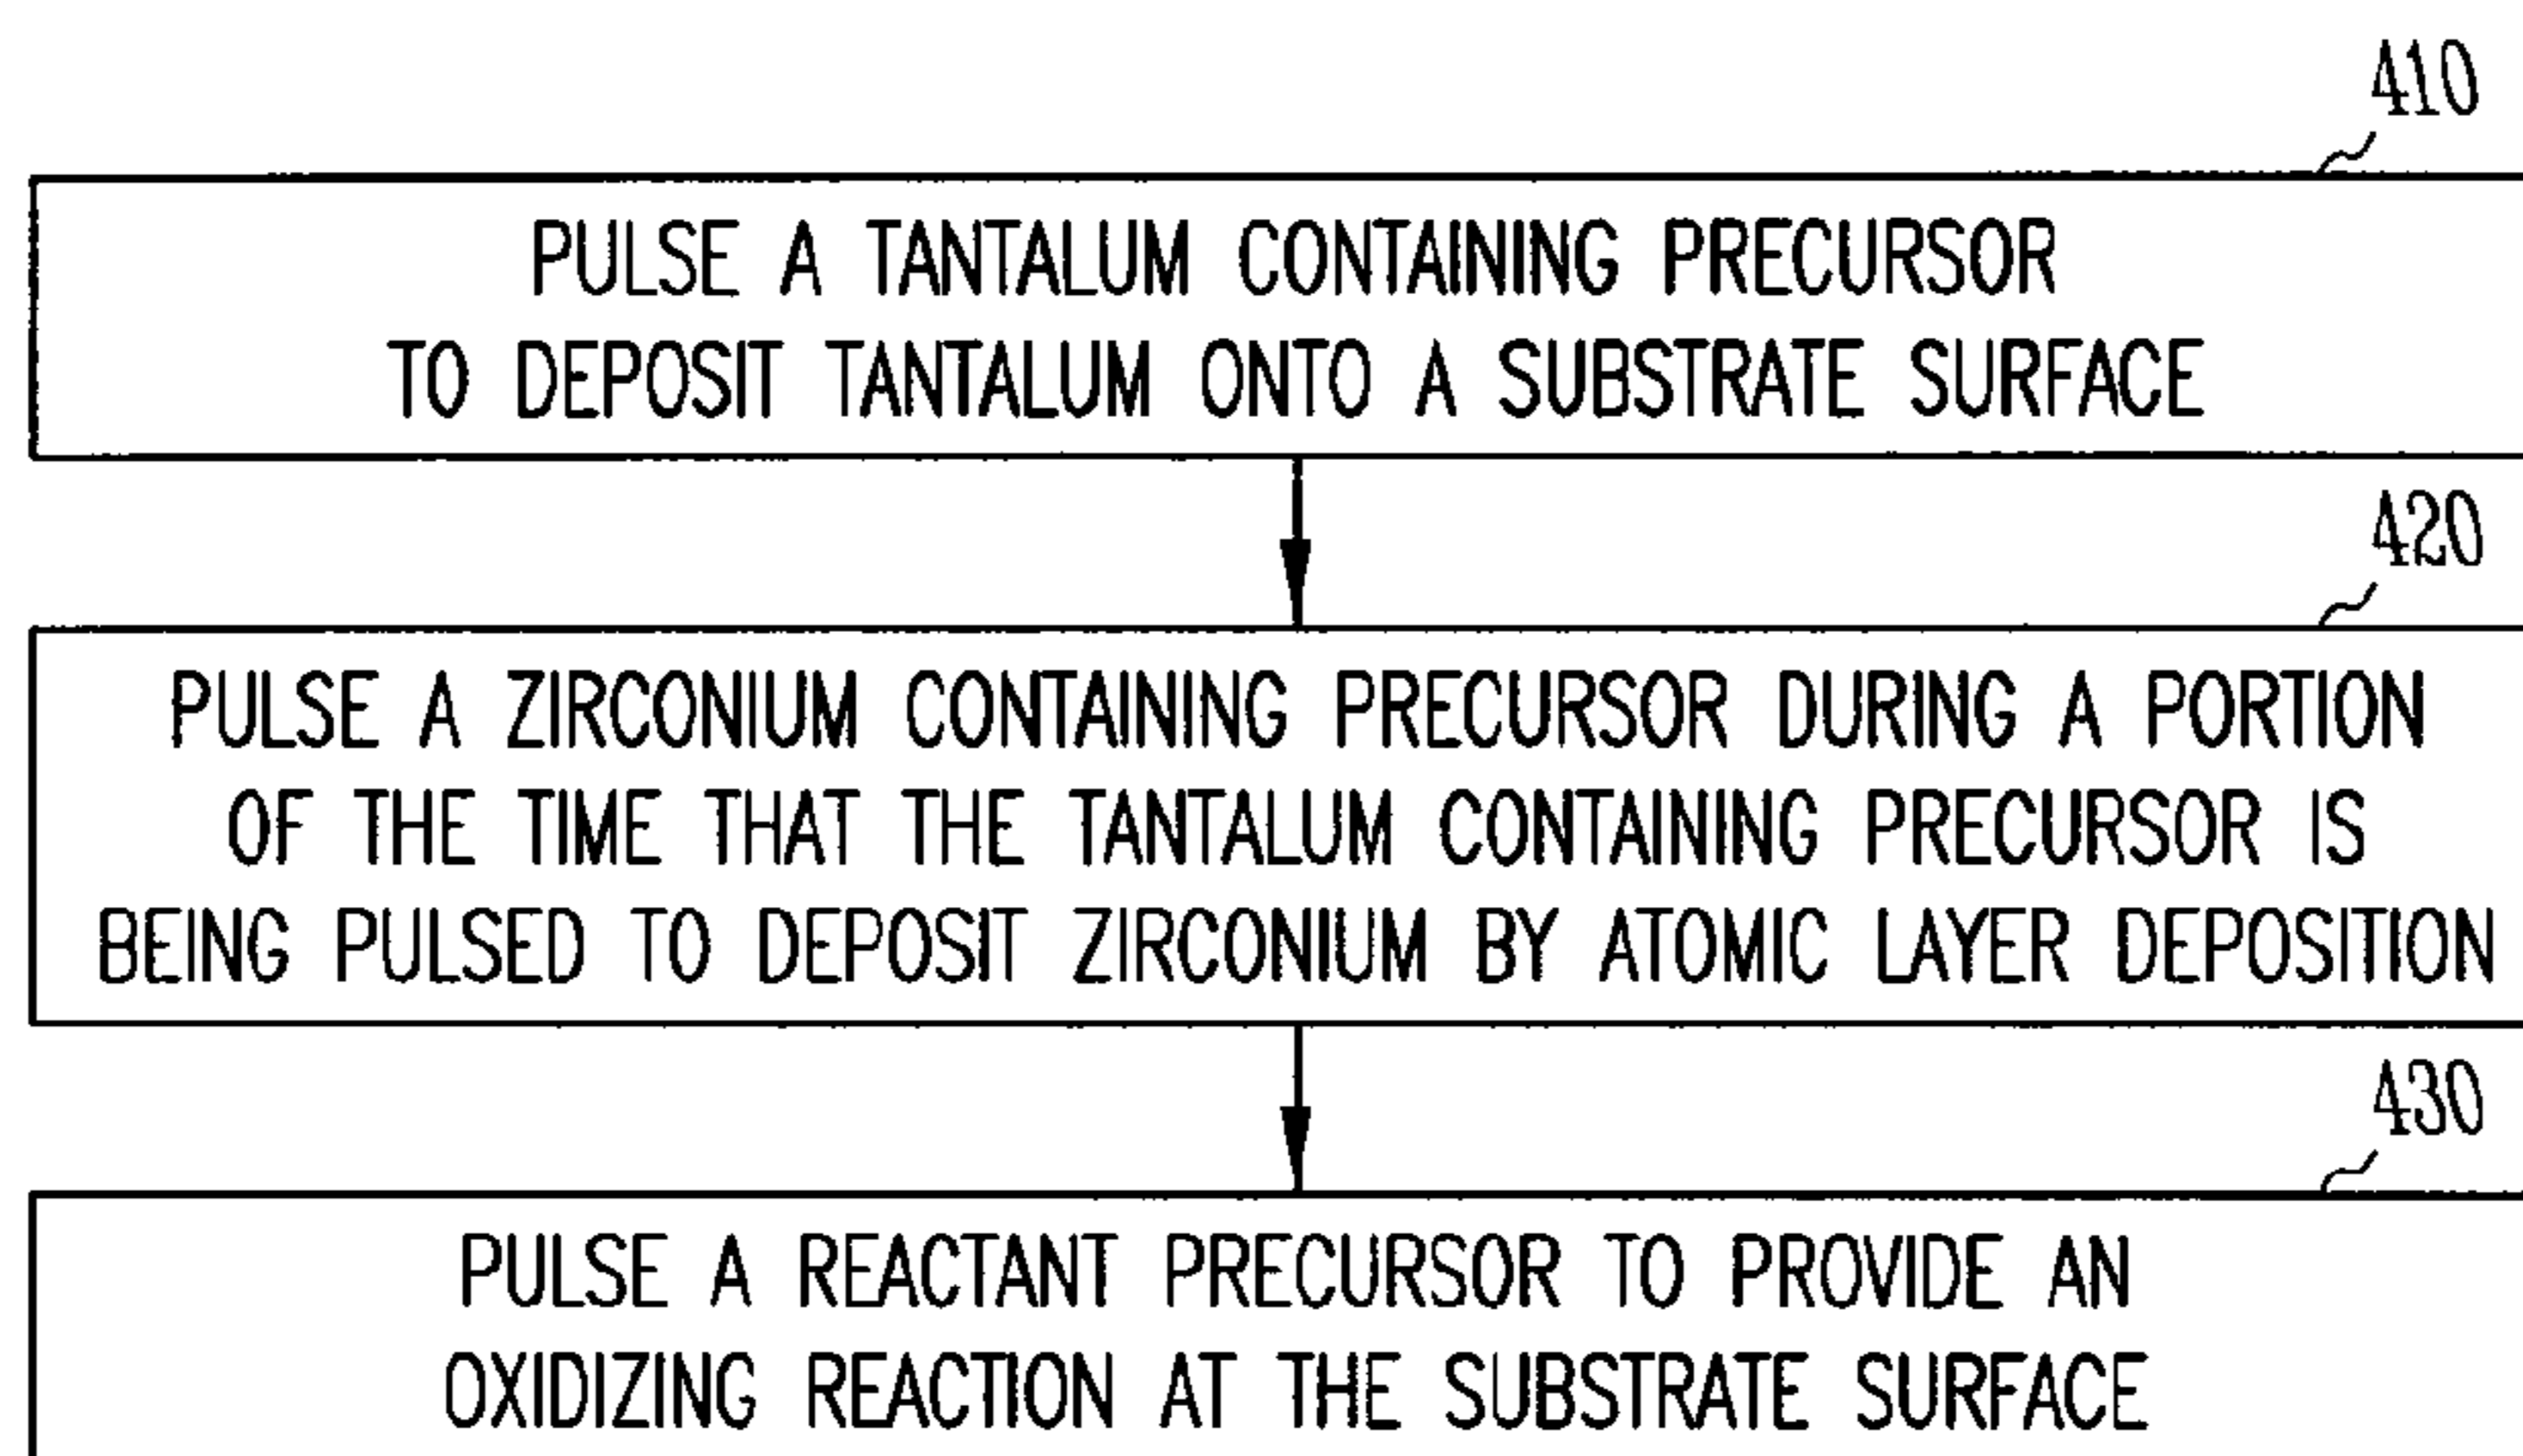 410
PULSE A TANTALUM CONTAINING PRECURSOR
TO DEPOSIT TANTALUM ONTO A SUBSTRATE SURFACE
420
PULSE A ZIRCONIUM CONTAINING PRECURSOR DURING A PORTION
OF THE TIME THAT THE TANTALUM CONTAINING PRECURSOR IS
BEING PULSED TO DEPOSIT ZIRCONIUM BY ATOMIC LAYER DEPOSITION
430
PULSE A REACTANT PRECURSOR TO PROVIDE AN
OXIDIZING REACTION AT THE SUBSTRATE SURFACE